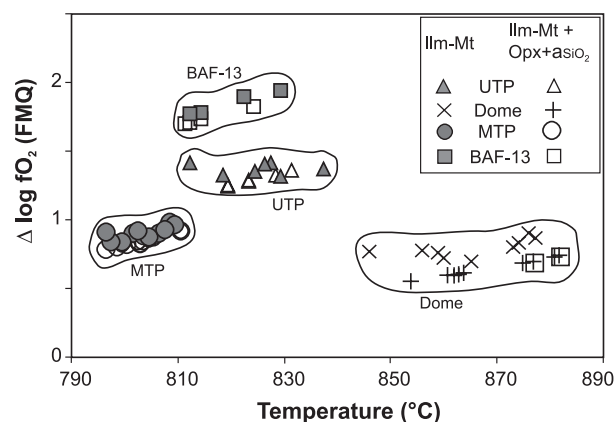 Ilm-Mt Ilm-Mt +
Opx+aSiO2
UTP
Dome
MTP
BAF-13
BAF-13
UTP
MTP
Dome
2
1
0
Δ log fO2 (FMQ)
790 810 830 850 870 890
Temperature (°C)